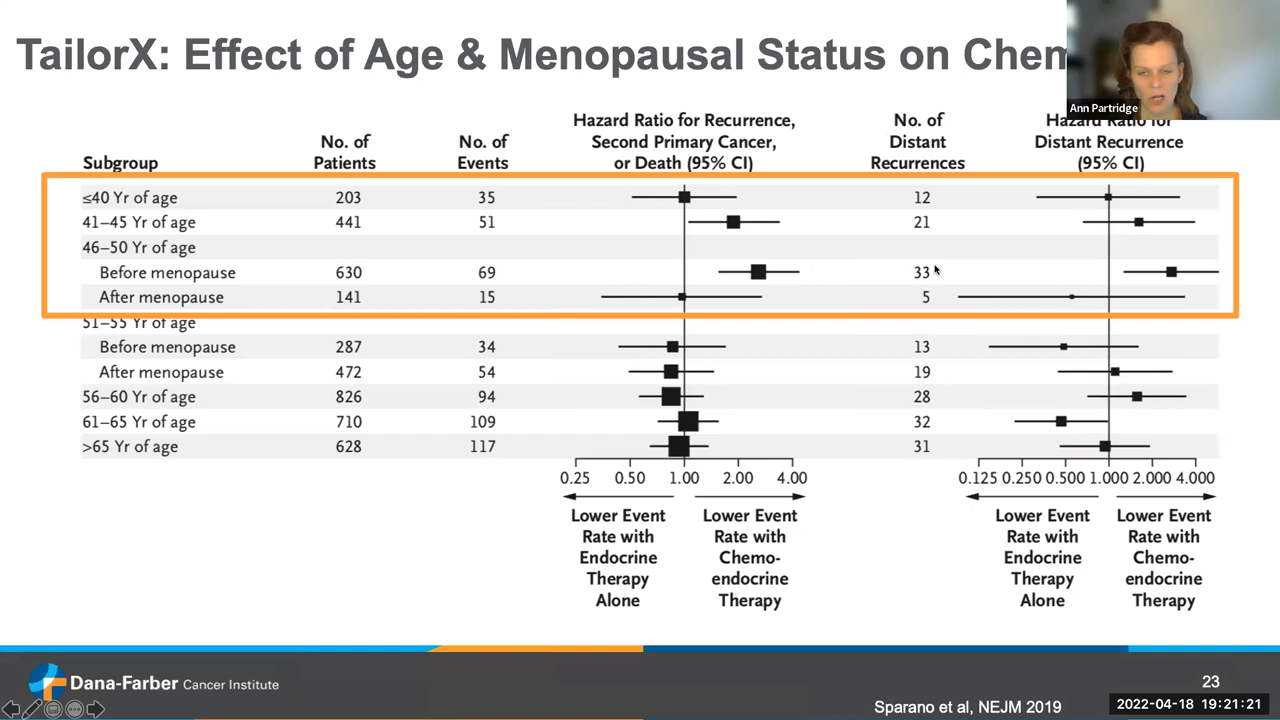 TailorX: Effect of Age & Menopausal Status on Chem
Ann Partridge
Hazard Ratio for Recurrence, Second Primary Cancer, or Death (95% CI)
No. of Distant Recurrences
Hazard Ratio for Distant Recurrence (95% CI)
Subgroup No. of Patients No. of Events
≤40 Yr of age 203 35 12
41–45 Yr of age 441 51 21
46–50 Yr of age
Before menopause 630 69 33
After menopause 141 15 5
51–55 Yr of age
Before menopause 287 34 13
After menopause 472 54 19
56–60 Yr of age 826 94 28
61–65 Yr of age 710 109 32
>65 Yr of age 628 117 31
0.25 0.50 1.00 2.00 4.00 0.125 0.250 0.500 1.000 2.000 4.000
Lower Event Lower Event Lower Event Lower Event
Rate with Rate with Rate with Rate with
Endocrine Chemo- Endocrine Chemo-
Therapy endocrine Therapy endocrine
Alone Therapy Alone Therapy
Dana-Farber Cancer Institute
23
Sparano et al, NEJM 2019
2022-04-18 19:21:21